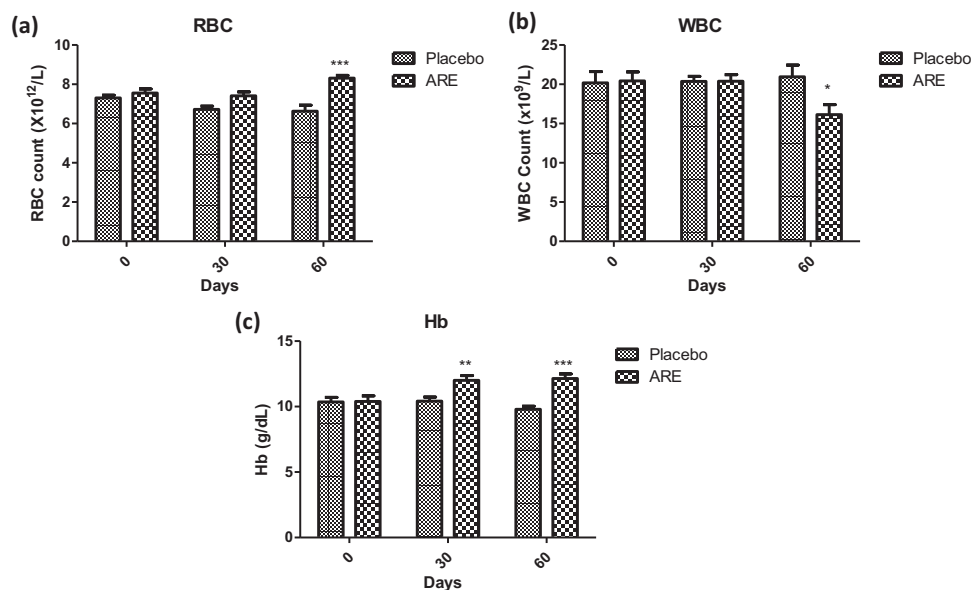 (a)
RBC
RBC count (X10¹²/L)
10
8
6
4
2
0
0
30
60
Days
***
Placebo
ARE
(b)
WBC
WBC Count (x10⁹/L)
25
20
15
10
5
0
0
30
60
Days
*
Placebo
ARE
(c)
Hb
Hb (g/dL)
15
10
5
0
0
30
60
Days
**
***
Placebo
ARE